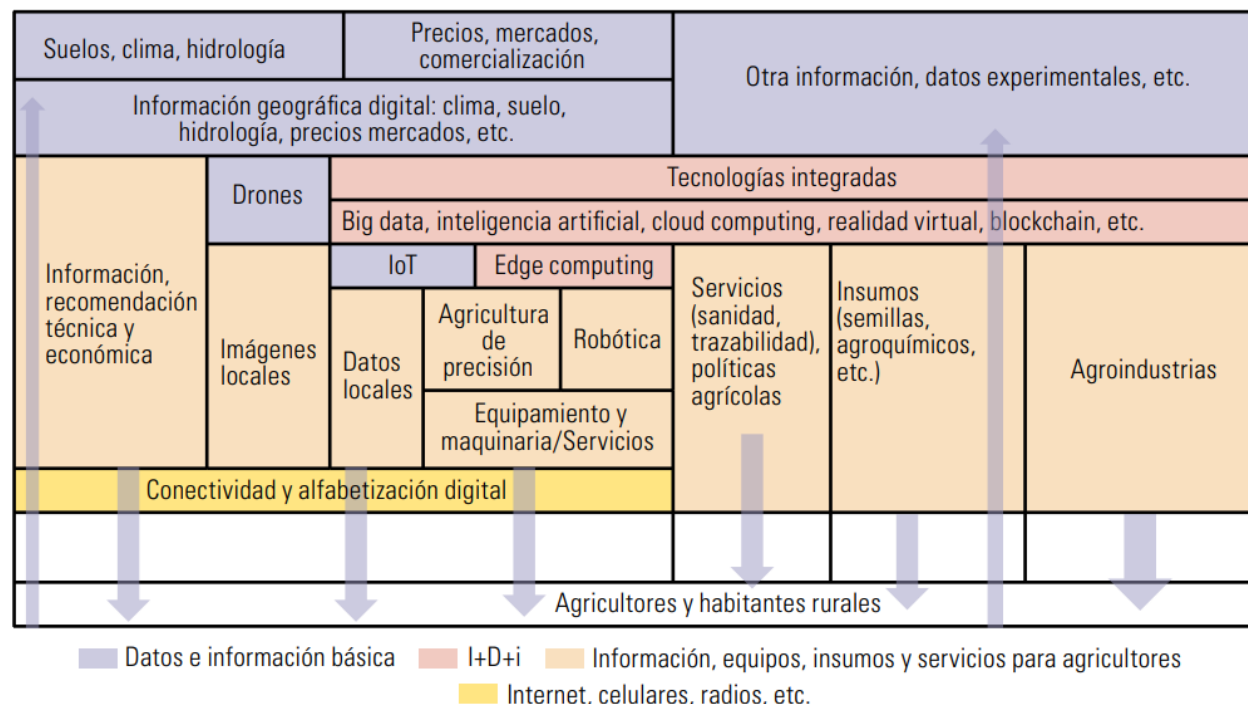 Suelos, clima, hidrología
Precios, mercados,
comercialización
Otra información, datos experimentales, etc.
Información geográfica digital: clima, suelo,
hidrología, precios mercados, etc.
Información,
recomendación
técnica y
económica
Drones
Tecnologías integradas
Big data, inteligencia artificial, cloud computing, realidad virtual, blockchain, etc.
Imágenes
locales
IoT
Edge computing
Datos
locales
Agricultura
de
precisión
Robótica
Equipamiento y
maquinaria/Servicios
Servicios
(sanidad,
trazabilidad),
políticas
agrícolas
Insumos
(semillas,
agroquímicos,
etc.)
Agroindustrias
Conectividad y alfabetización digital
Agricultores y habitantes rurales
Datos e información básica
I+D+i
Información, equipos, insumos y servicios para agricultores
Internet, celulares, radios, etc.